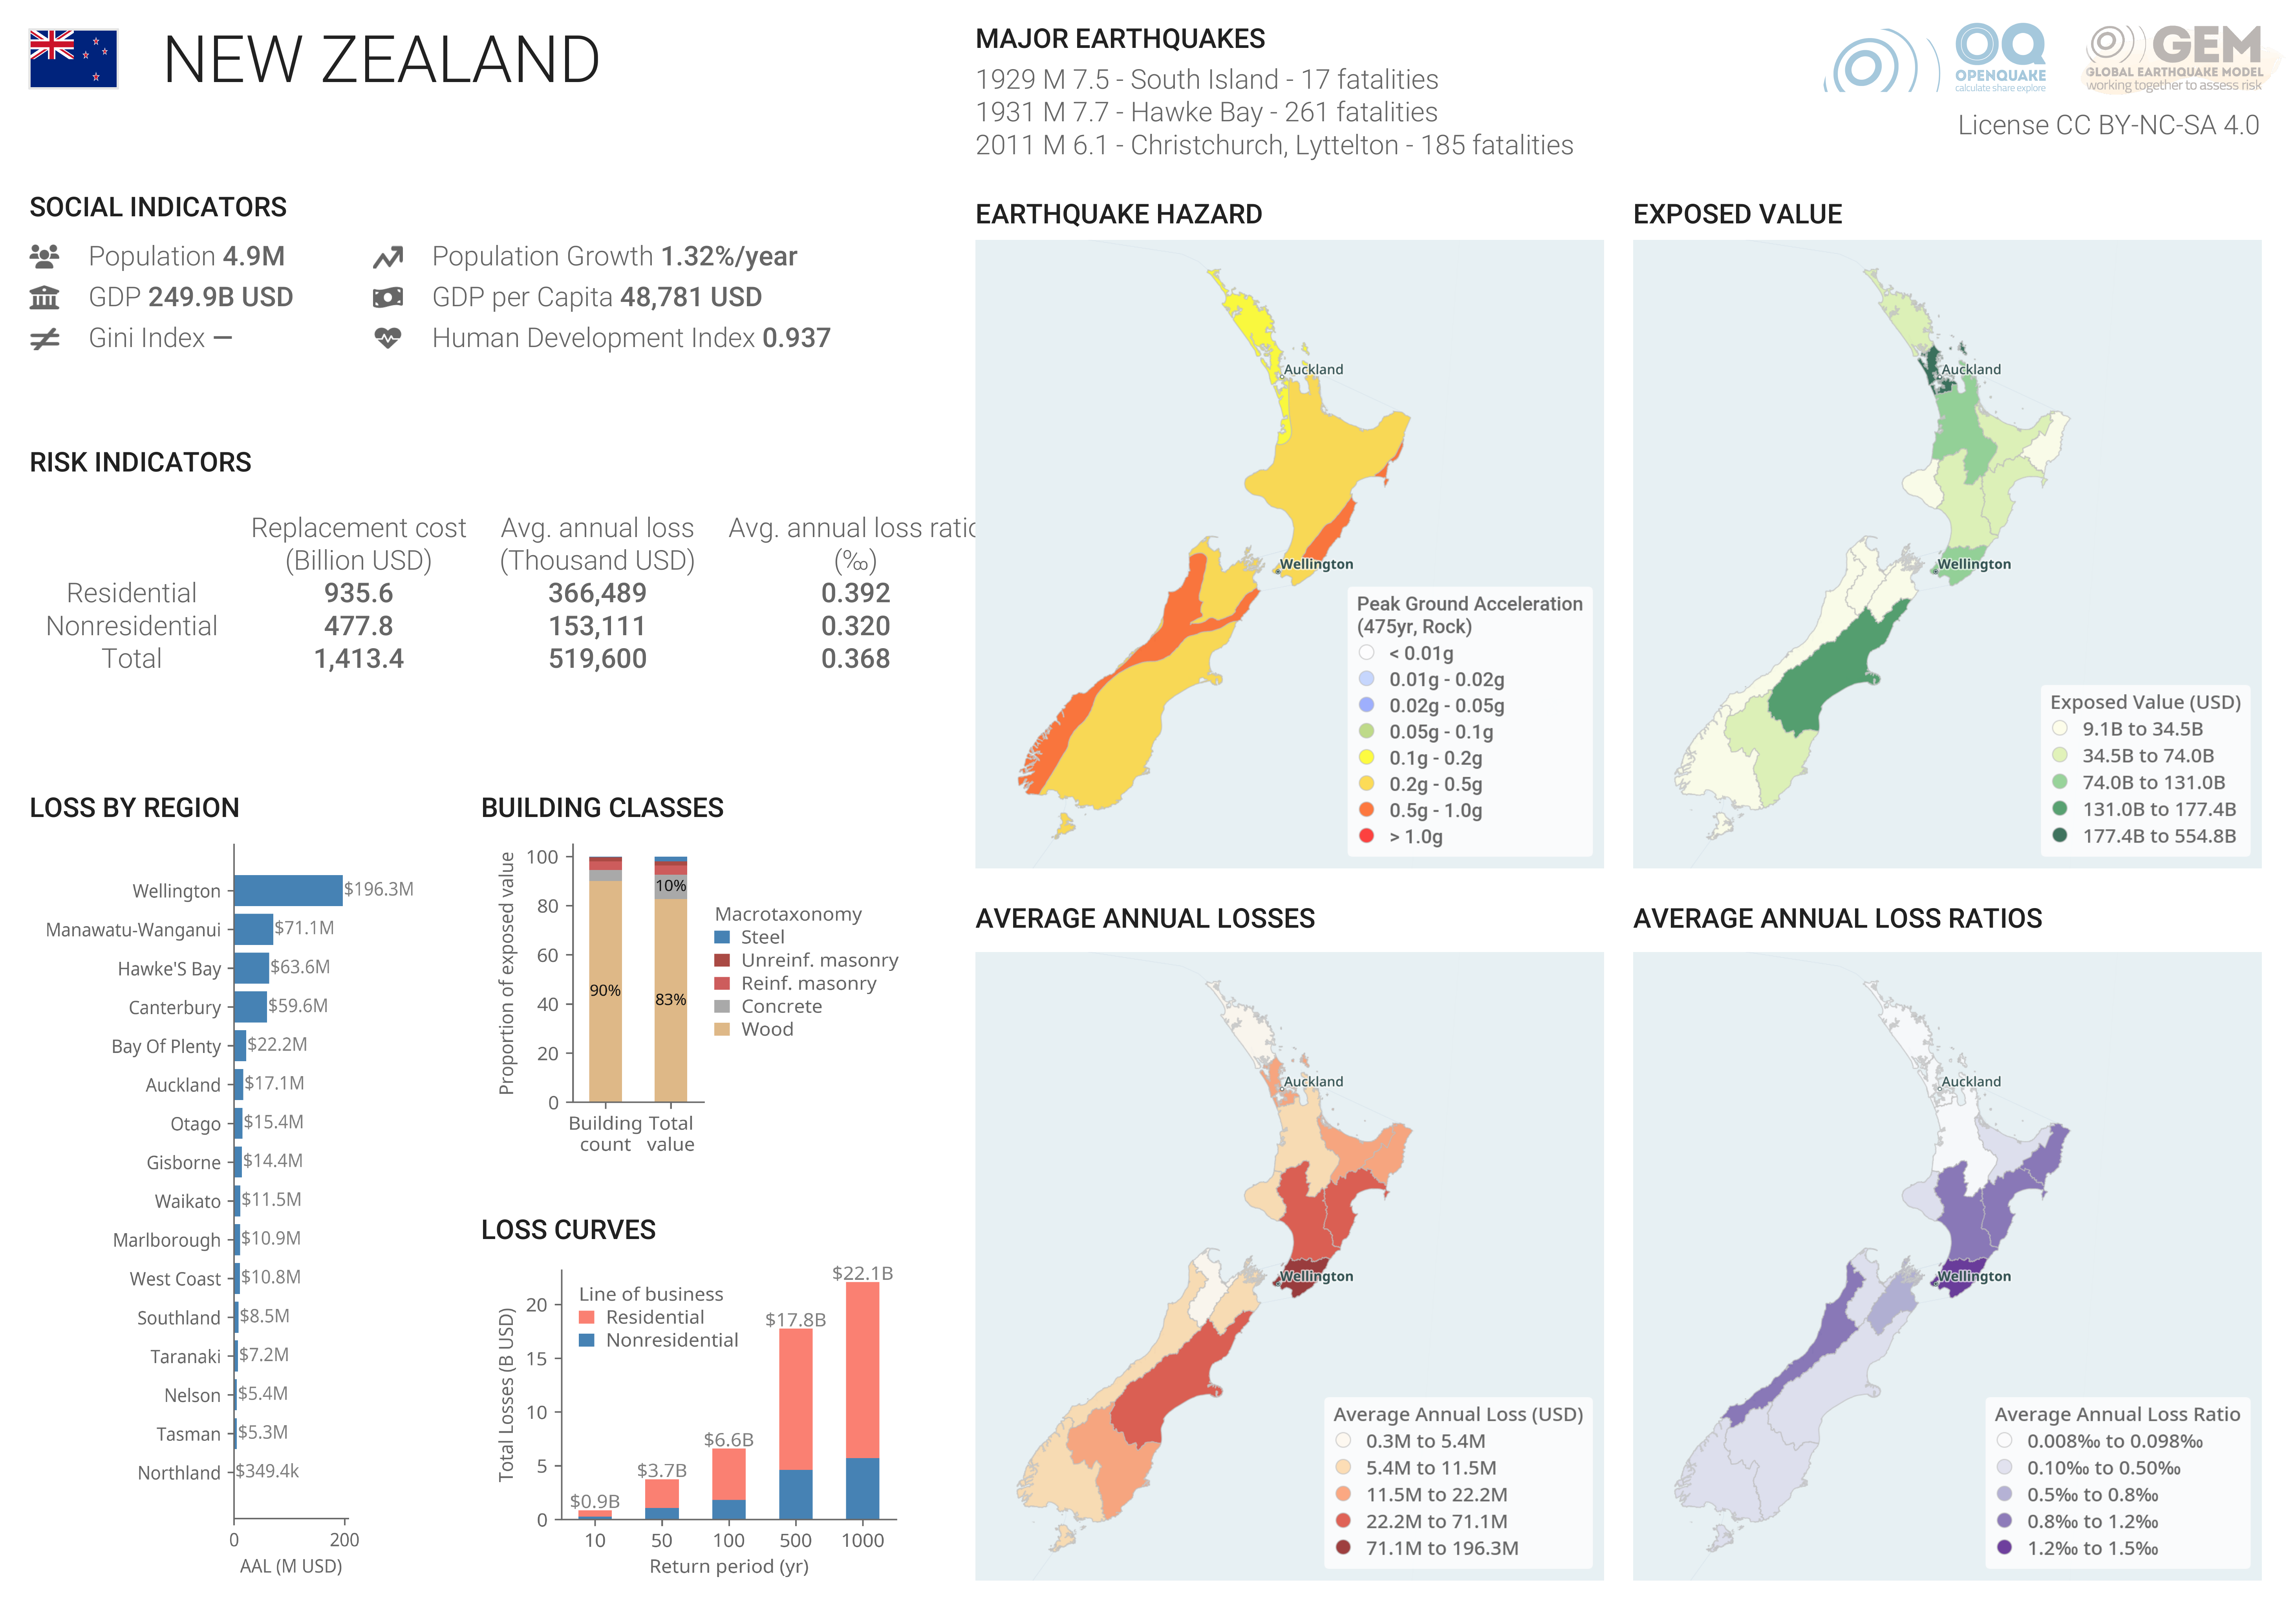 NEW ZEALAND
MAJOR EARTHQUAKES
1929 M 7.5 - South Island - 17 fatalities
1931 M 7.7 - Hawke Bay - 261 fatalities
2011 M 6.1 - Christchurch, Lyttelton - 185 fatalities
OQ
OPENQUAKE
calculate share explore
GEM
GLOBAL EARTHQUAKE MODEL
working together to assess risk
License CC BY-NC-SA 4.0
SOCIAL INDICATORS
Population 4.9M
Population Growth 1.32%/year
GDP 249.9B USD
GDP per Capita 48,781 USD
Gini Index —
Human Development Index 0.937
RISK INDICATORS
Replacement cost Avg. annual loss Avg. annual loss ratio
(Billion USD) (Thousand USD) (‰)
Residential 935.6 366,489 0.392
Nonresidential 477.8 153,111 0.320
Total 1,413.4 519,600 0.368
LOSS BY REGION
Wellington $196.3M
Manawatu-Wanganui $71.1M
Hawke'S Bay $63.6M
Canterbury $59.6M
Bay Of Plenty $22.2M
Auckland $17.1M
Otago $15.4M
Gisborne $14.4M
Waikato $11.5M
Marlborough $10.9M
West Coast $10.8M
Southland $8.5M
Taranaki $7.2M
Nelson $5.4M
Tasman $5.3M
Northland $349.4k
0 200
AAL (M USD)
BUILDING CLASSES
Proportion of exposed value
100
80
60
40
20
0
10%
90%
83%
Building count
Total value
Macrotaxonomy
Steel
Unreinf. masonry
Reinf. masonry
Concrete
Wood
LOSS CURVES
Total Losses (B USD)
20
15
10
5
0
Line of business
Residential
Nonresidential
$0.9B
$3.7B
$6.6B
$17.8B
$22.1B
10 50 100 500 1000
Return period (yr)
EARTHQUAKE HAZARD
Auckland
Wellington
Peak Ground Acceleration
(475yr, Rock)
< 0.01g
0.01g - 0.02g
0.02g - 0.05g
0.05g - 0.1g
0.1g - 0.2g
0.2g - 0.5g
0.5g - 1.0g
> 1.0g
EXPOSED VALUE
Auckland
Wellington
Exposed Value (USD)
9.1B to 34.5B
34.5B to 74.0B
74.0B to 131.0B
131.0B to 177.4B
177.4B to 554.8B
AVERAGE ANNUAL LOSSES
Auckland
Wellington
Average Annual Loss (USD)
0.3M to 5.4M
5.4M to 11.5M
11.5M to 22.2M
22.2M to 71.1M
71.1M to 196.3M
AVERAGE ANNUAL LOSS RATIOS
Auckland
Wellington
Average Annual Loss Ratio
0.008‰ to 0.098‰
0.10‰ to 0.50‰
0.5‰ to 0.8‰
0.8‰ to 1.2‰
1.2‰ to 1.5‰